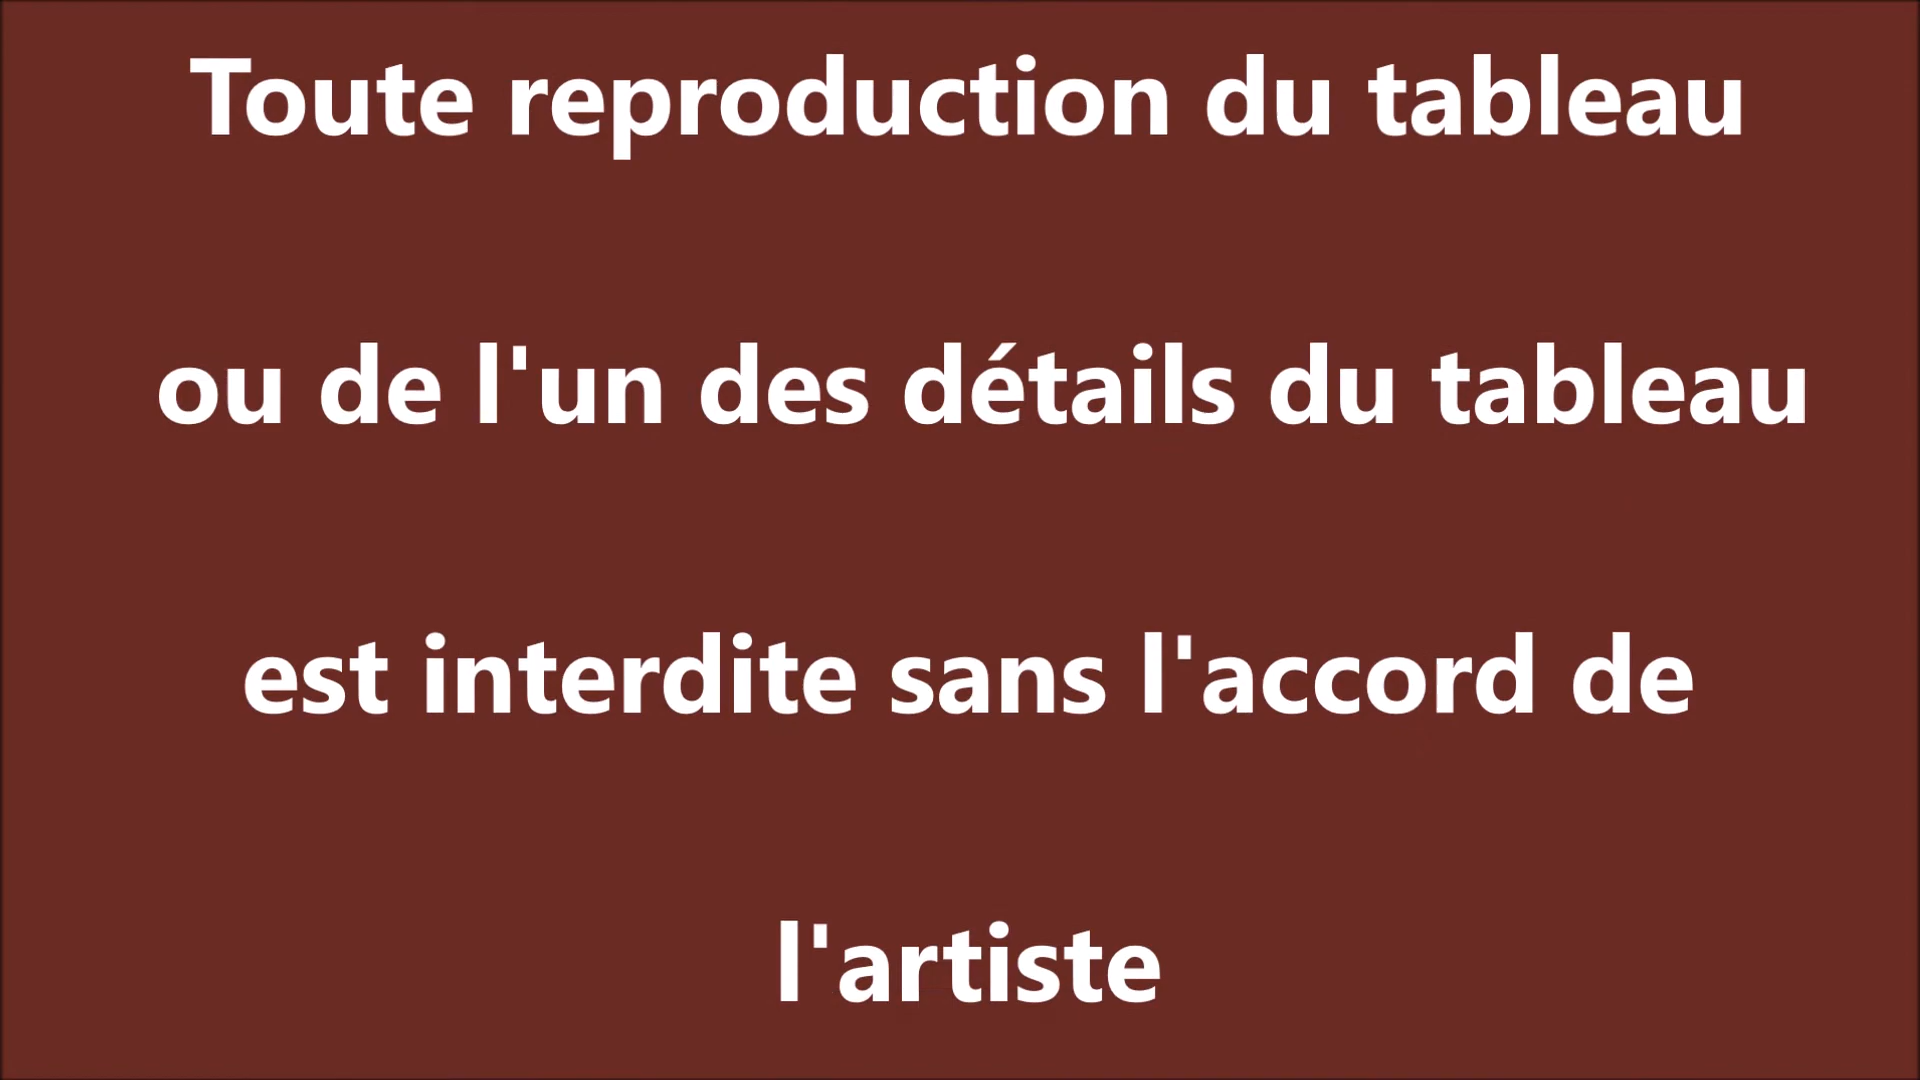 Toute reproduction du tableau
ou de l'un des détails du tableau
est interdite sans l'accord de
l'artiste